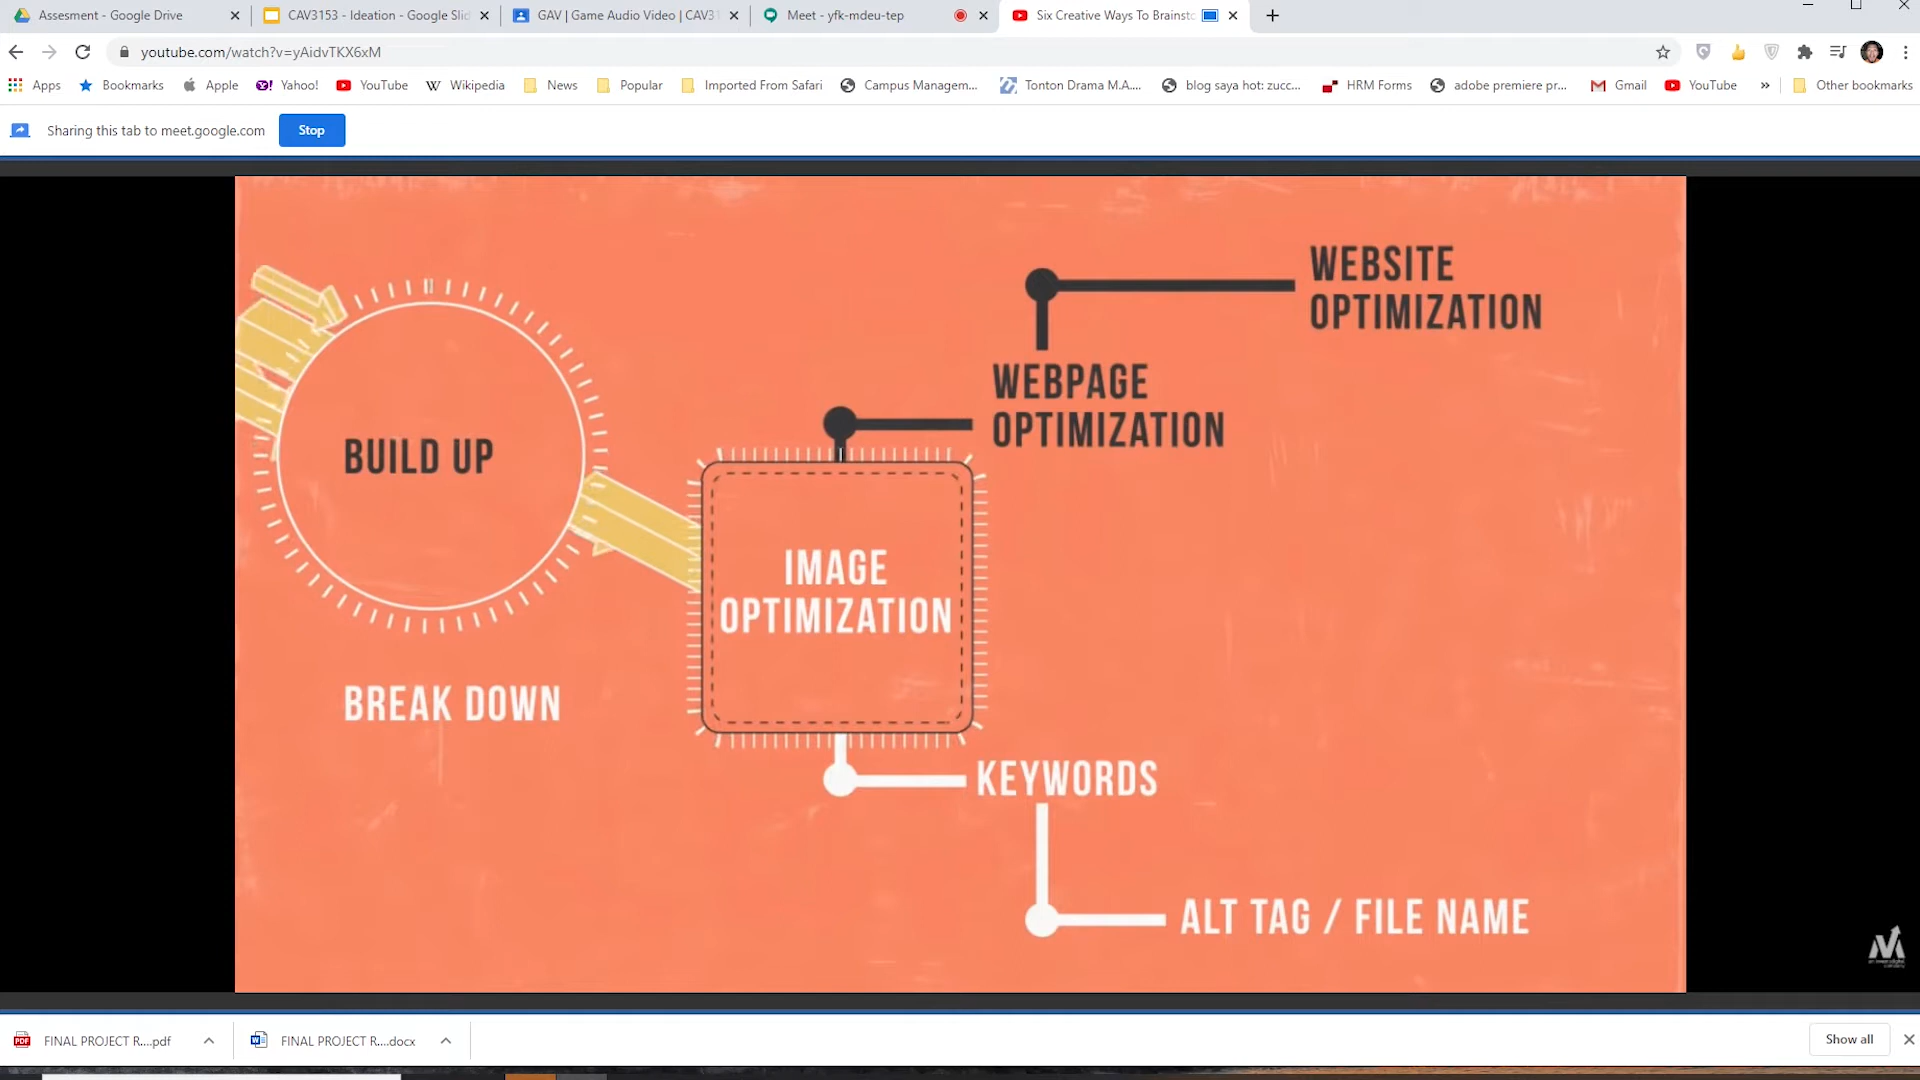 Assesment - Google Drive
CAV3153 - Ideation - Google Slid
GAV | Game Audio Video | CAV31
Meet - yfk-mdeu-tep
Six Creative Ways To Brainsto
youtube.com/watch?v=yAidvTKX6xM
Apps
Bookmarks
Apple
Yahoo!
YouTube
Wikipedia
News
Popular
Imported From Safari
Campus Managem...
Tonton Drama M.A....
blog saya hot: zucc...
HRM Forms
adobe premiere pr...
Gmail
YouTube
Other bookmarks
Sharing this tab to meet.google.com
Stop
WEBSITE
OPTIMIZATION
WEBPAGE
OPTIMIZATION
BUILD UP
IMAGE
OPTIMIZATION
BREAK DOWN
KEYWORDS
ALT TAG / FILE NAME
FINAL PROJECT R....pdf
FINAL PROJECT R....docx
Show all